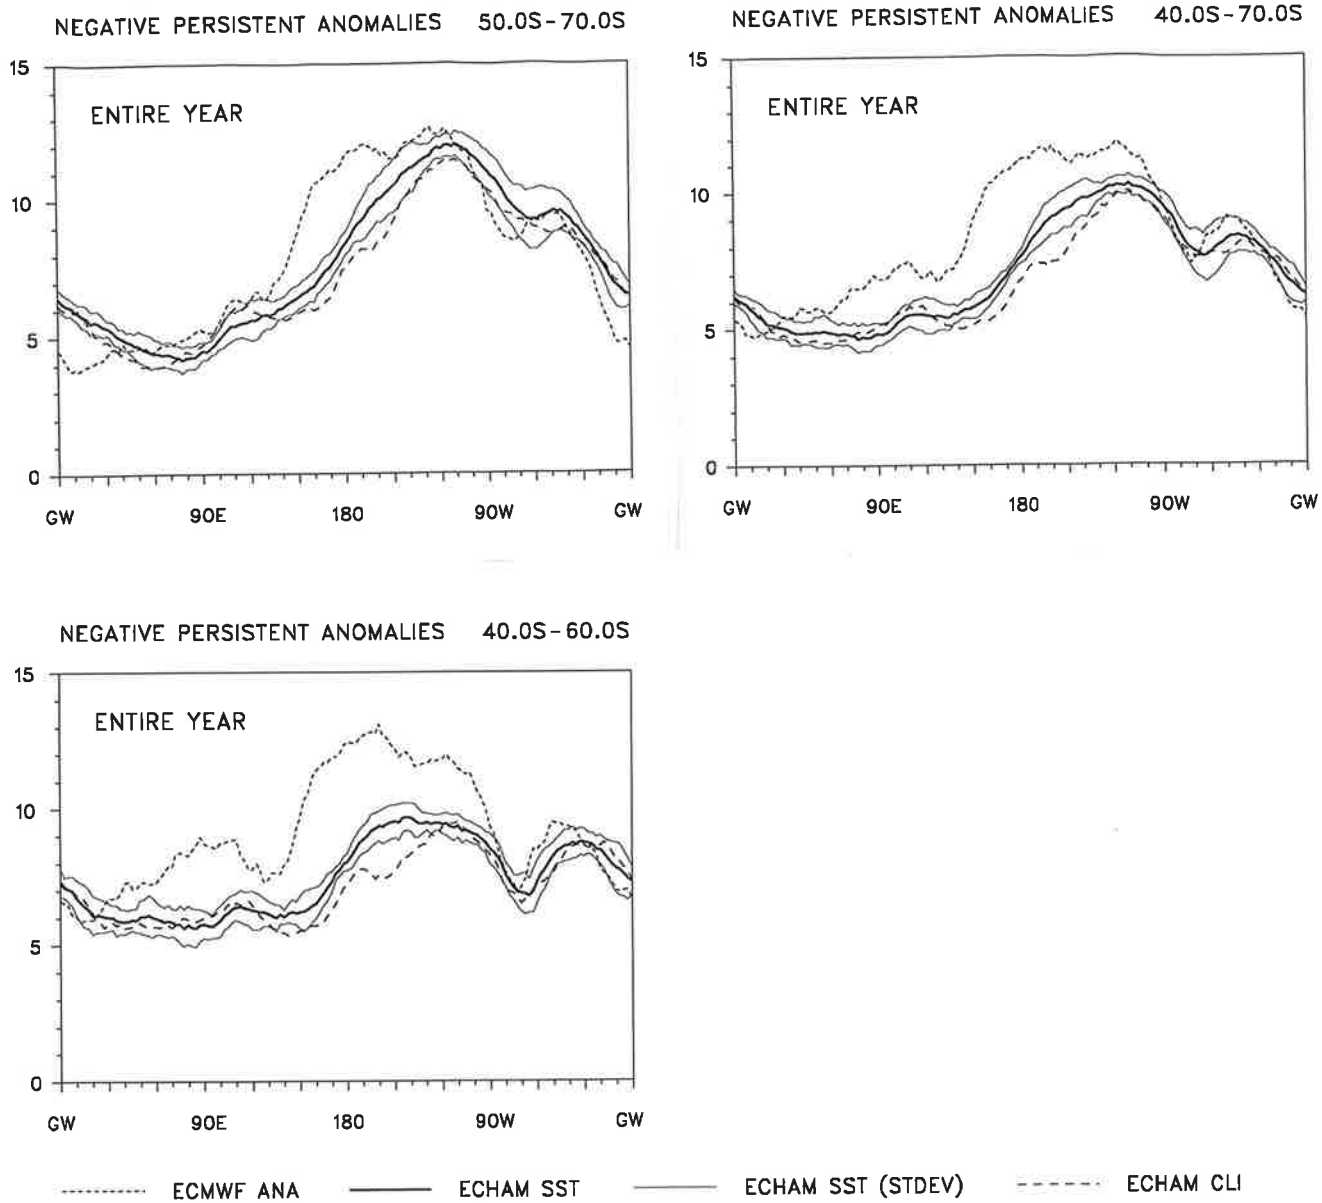 NEGATIVE PERSISTENT ANOMALIES 50.0S-70.0S
ENTIRE YEAR
15
10
5
0
GW 90E 180 90W GW
NEGATIVE PERSISTENT ANOMALIES 40.0S-70.0S
ENTIRE YEAR
15
10
5
0
GW 90E 180 90W GW
NEGATIVE PERSISTENT ANOMALIES 40.0S-60.0S
ENTIRE YEAR
15
10
5
0
GW 90E 180 90W GW
ECMWF ANA ECHAM SST ECHAM SST (STDEV) ECHAM CLI